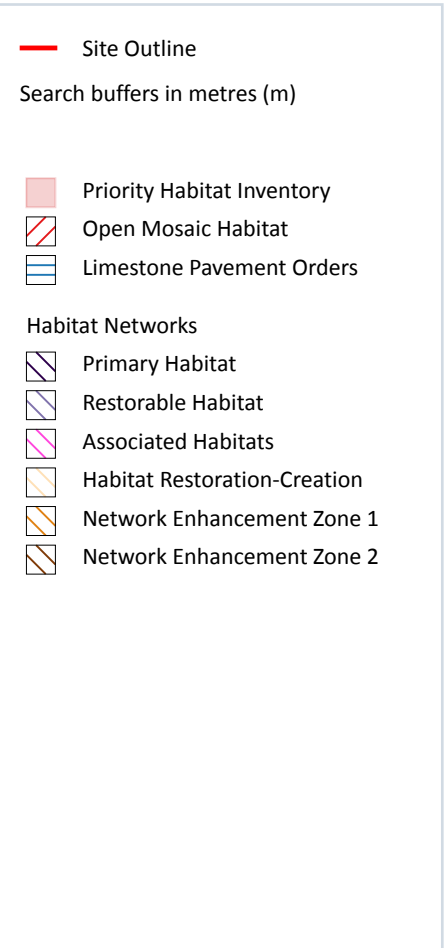 Site Outline
Search buffers in metres (m)
Priority Habitat Inventory
Open Mosaic Habitat
Limestone Pavement Orders
Habitat Networks
Primary Habitat
Restorable Habitat
Associated Habitats
Habitat Restoration-Creation
Network Enhancement Zone 1
Network Enhancement Zone 2